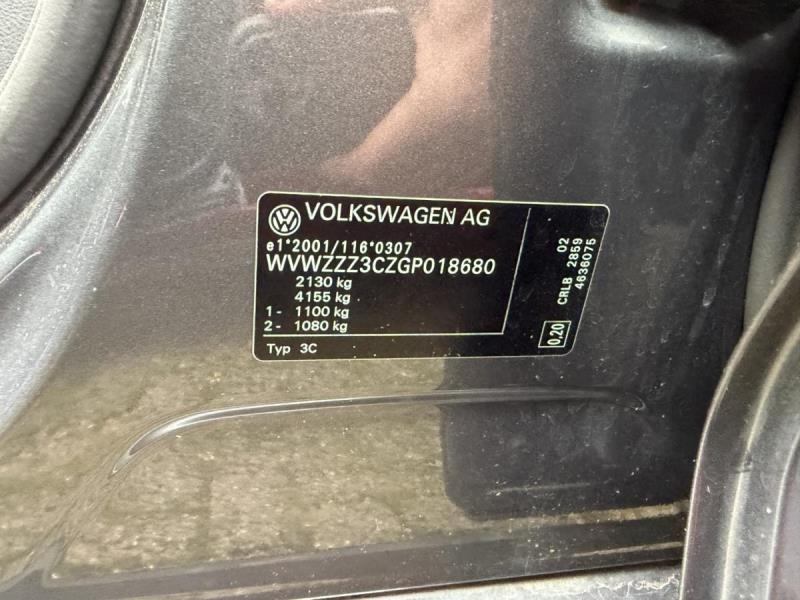 VOLKSWAGEN AG
e1*2001/116*0307
WVWZZZ3CZGP018680
2130 kg
4155 kg
1- 1100 kg
2- 1080 kg
Typ 3C
02
CRLB 2859
4636075
0.20